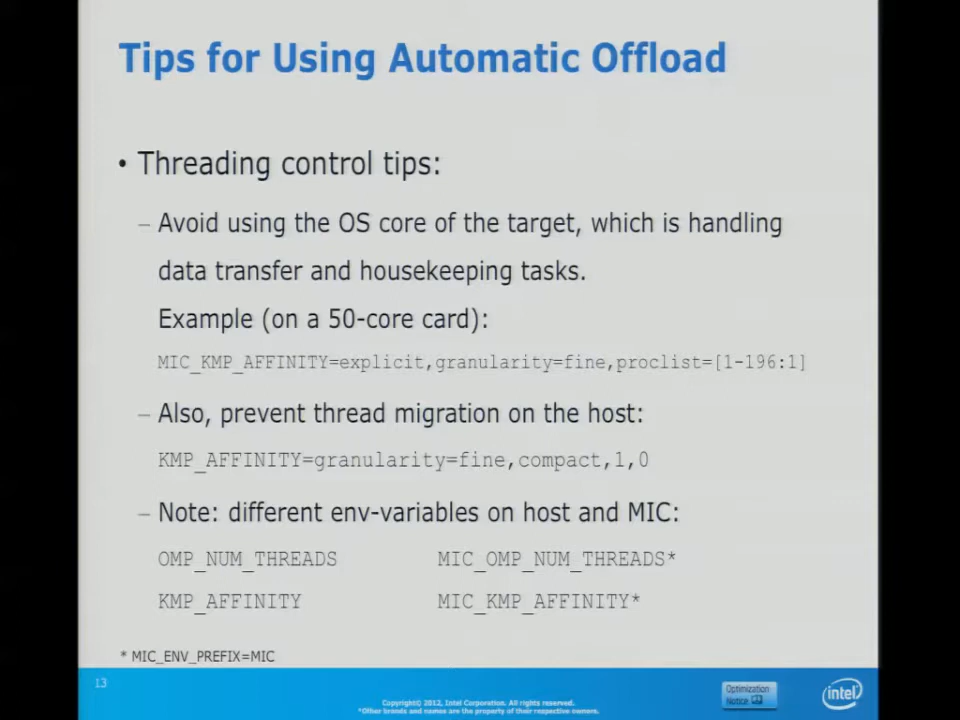 Tips for Using Automatic Offload
• Threading control tips:
– Avoid using the OS core of the target, which is handling
data transfer and housekeeping tasks.
Example (on a 50-core card):
MIC_KMP_AFFINITY=explicit,granularity=fine,proclist=[1-196:1]
– Also, prevent thread migration on the host:
KMP_AFFINITY=granularity=fine,compact,1,0
– Note: different env-variables on host and MIC:
OMP_NUM_THREADS MIC_OMP_NUM_THREADS*
KMP_AFFINITY MIC_KMP_AFFINITY*
* MIC_ENV_PREFIX=MIC
13
Copyright© 2012, Intel Corporation. All rights reserved.
*Other brands and names are the property of their respective owners.
Optimization
Notice
intel